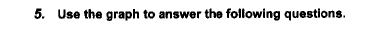 5. Use the graph to answer the following questions.